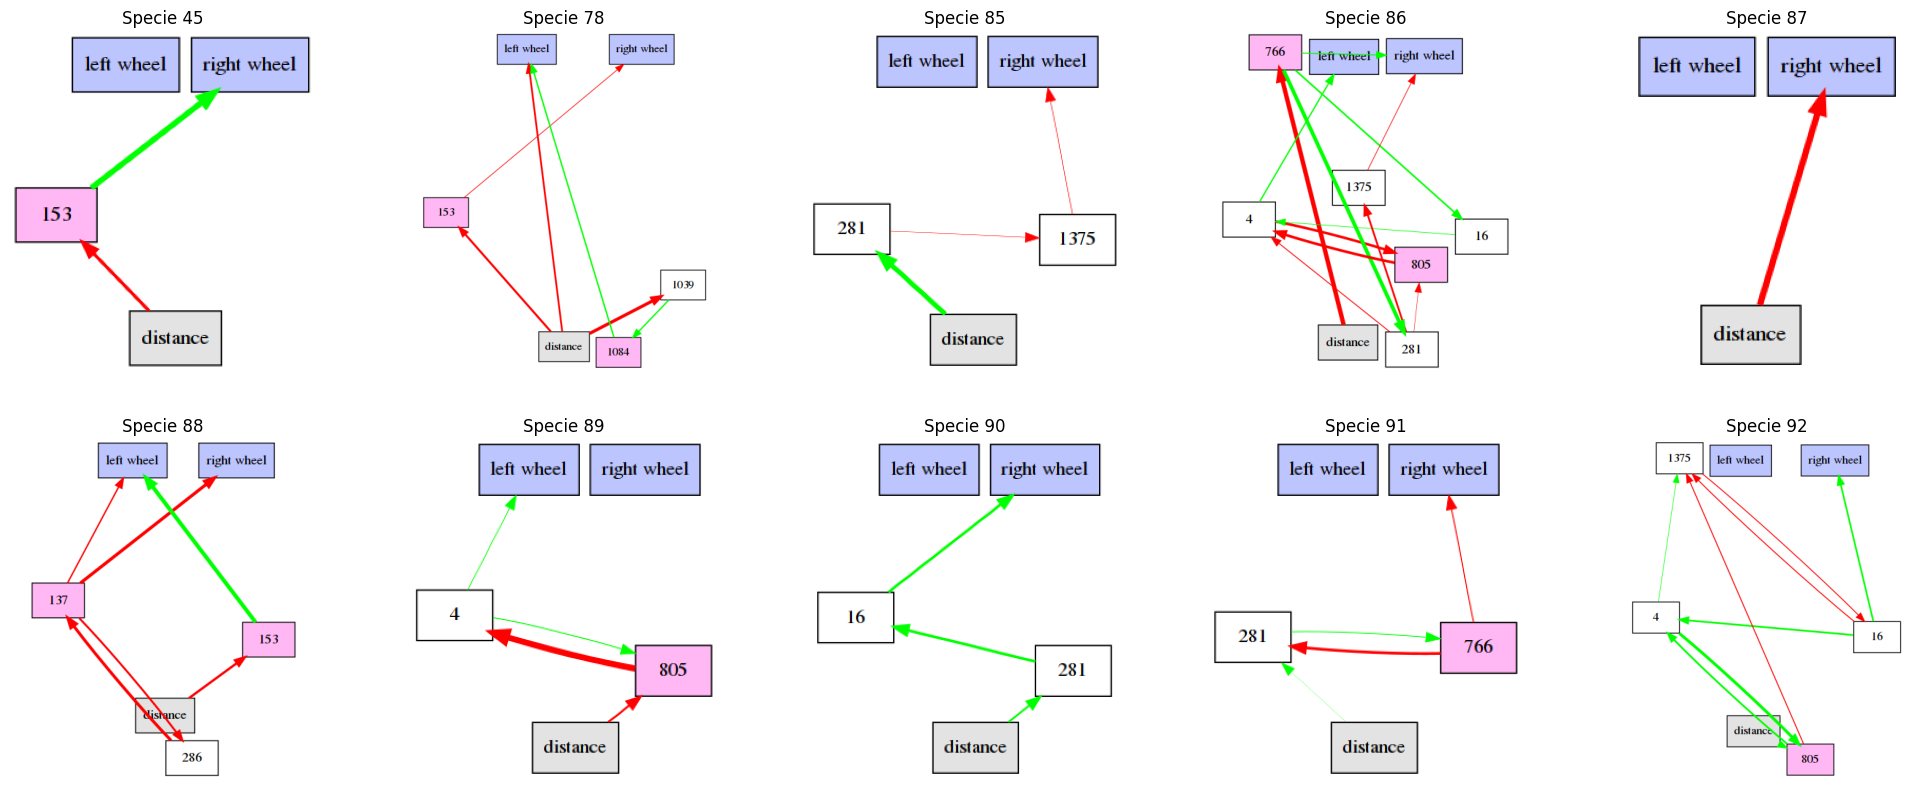 Specie 45
left wheel
right wheel
153
distance
Specie 78
left wheel
right wheel
153
1039
distance
1084
Specie 85
left wheel
right wheel
281
1375
distance
Specie 86
766
left wheel
right wheel
1375
4
16
805
distance
281
Specie 87
left wheel
right wheel
distance
Specie 88
left wheel
right wheel
137
153
distance
286
Specie 89
left wheel
right wheel
4
805
distance
Specie 90
left wheel
right wheel
16
281
distance
Specie 91
left wheel
right wheel
281
766
distance
Specie 92
1375
left wheel
right wheel
4
16
distance
805